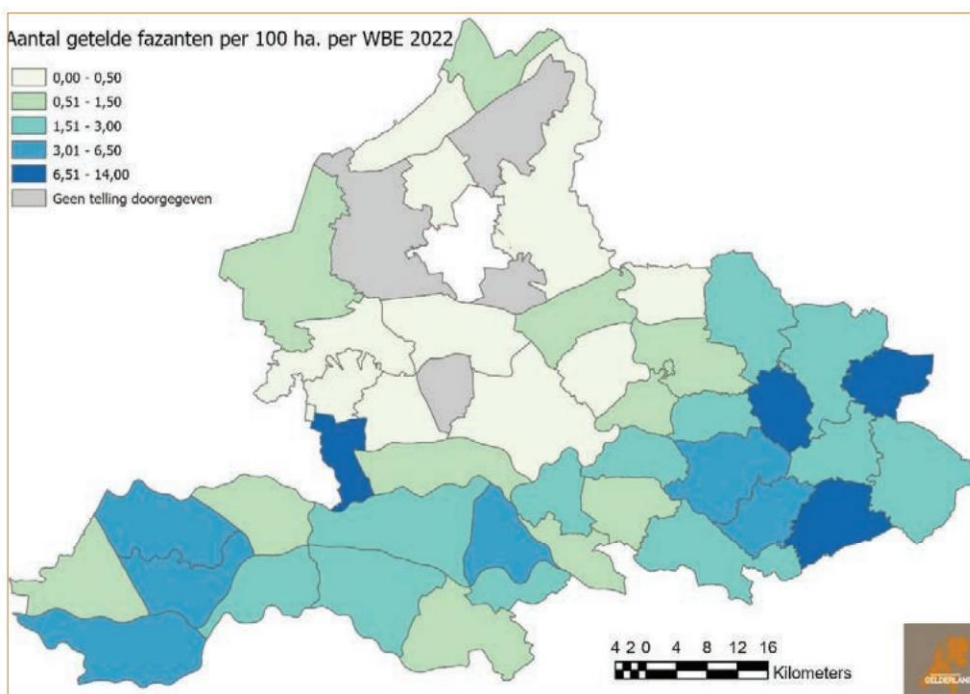 Aantal getelde fazanten per 100 ha. per WBE 2022
0,00 - 0,50
0,51 - 1,50
1,51 - 3,00
3,01 - 6,50
6,51 - 14,00
Geen telling doorgegeven
4 2 0 4 8 12 16
Kilometers
GELDERLAND